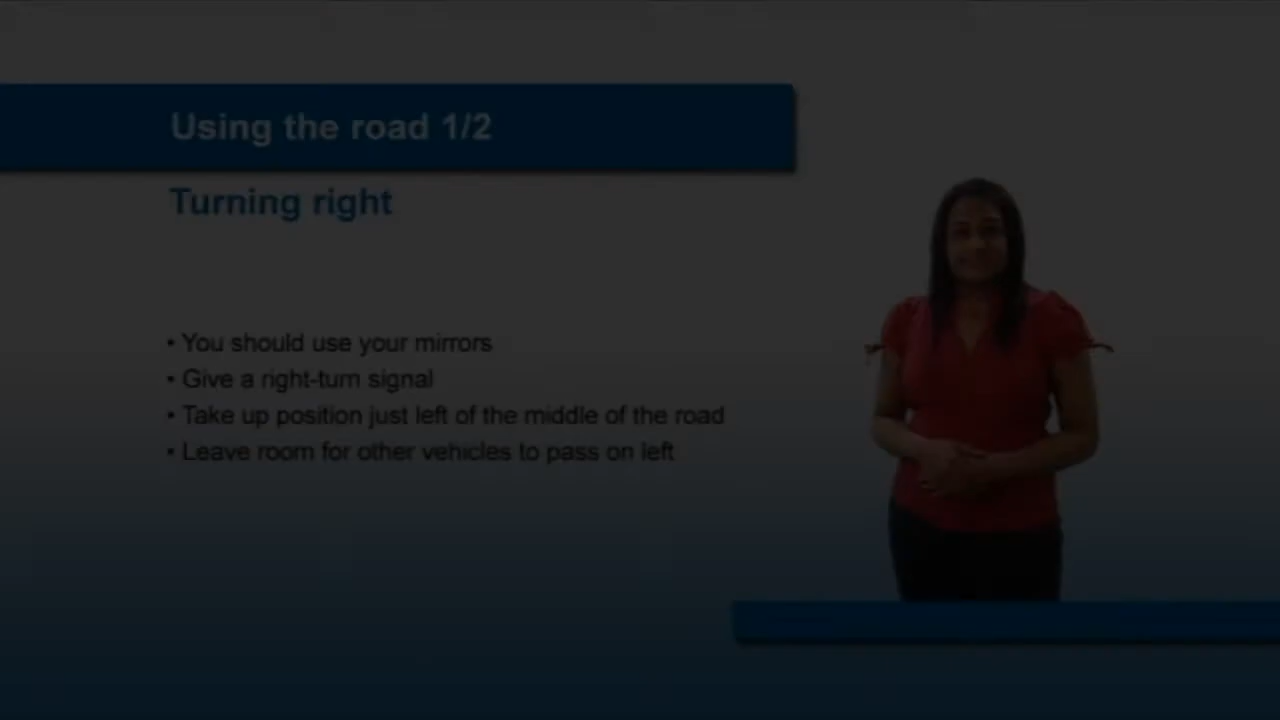 Using the road 1/2
Turning right
• You should use your mirrors
• Give a right-turn signal
• Take up position just left of the middle of the road
• Leave room for other vehicles to pass on left